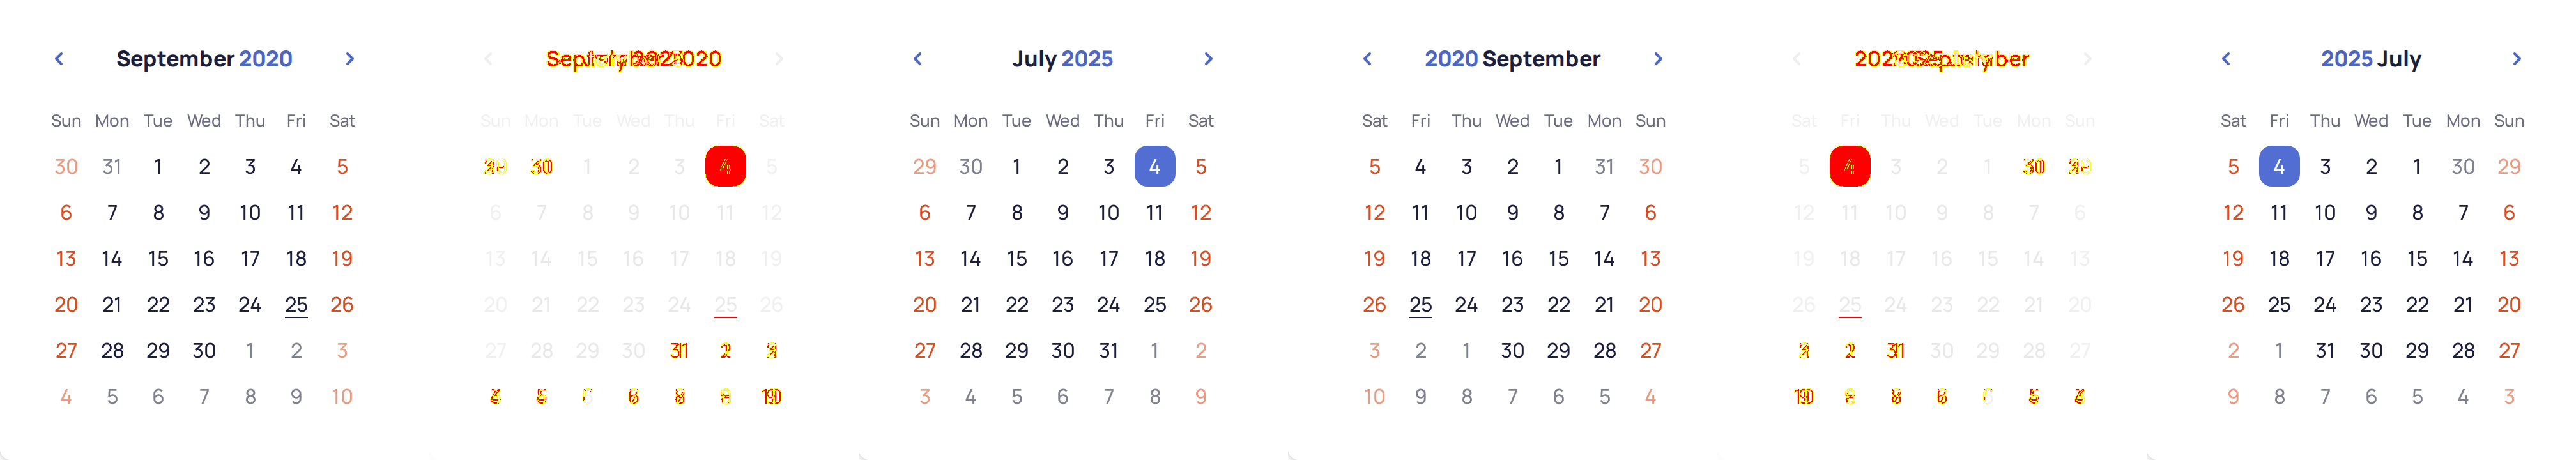 September 2020
Sun Mon Tue Wed Thu Fri Sat
30 31 1 2 3 4 5
6 7 8 9 10 11 12
13 14 15 16 17 18 19
20 21 22 23 24 25 26
27 28 29 30 1 2 3
4 5 6 7 8 9 10
Sun Mon Tue Wed Thu Fri Sat
1 2 3 4 5
6 7 8 9 10 11 12
13 14 15 16 17 18 19
20 21 22 23 24 25 26
27 28 29 30
July 2025
Sun Mon Tue Wed Thu Fri Sat
29 30 1 2 3 4 5
6 7 8 9 10 11 12
13 14 15 16 17 18 19
20 21 22 23 24 25 26
27 28 29 30 31 1 2
3 4 5 6 7 8 9
2020 September
Sat Fri Thu Wed Tue Mon Sun
5 4 3 2 1 31 30
12 11 10 9 8 7 6
19 18 17 16 15 14 13
26 25 24 23 22 21 20
3 2 1 30 29 28 27
10 9 8 7 6 5 4
Sat Fri Thu Wed Tue Mon Sun
5 4 3 2 1
12 11 10 9 8 7 6
19 18 17 16 15 14 13
26 25 24 23 22 21 20
30 29 28 27
2025 July
Sat Fri Thu Wed Tue Mon Sun
5 4 3 2 1 30 29
12 11 10 9 8 7 6
19 18 17 16 15 14 13
26 25 24 23 22 21 20
2 1 31 30 29 28 27
9 8 7 6 5 4 3